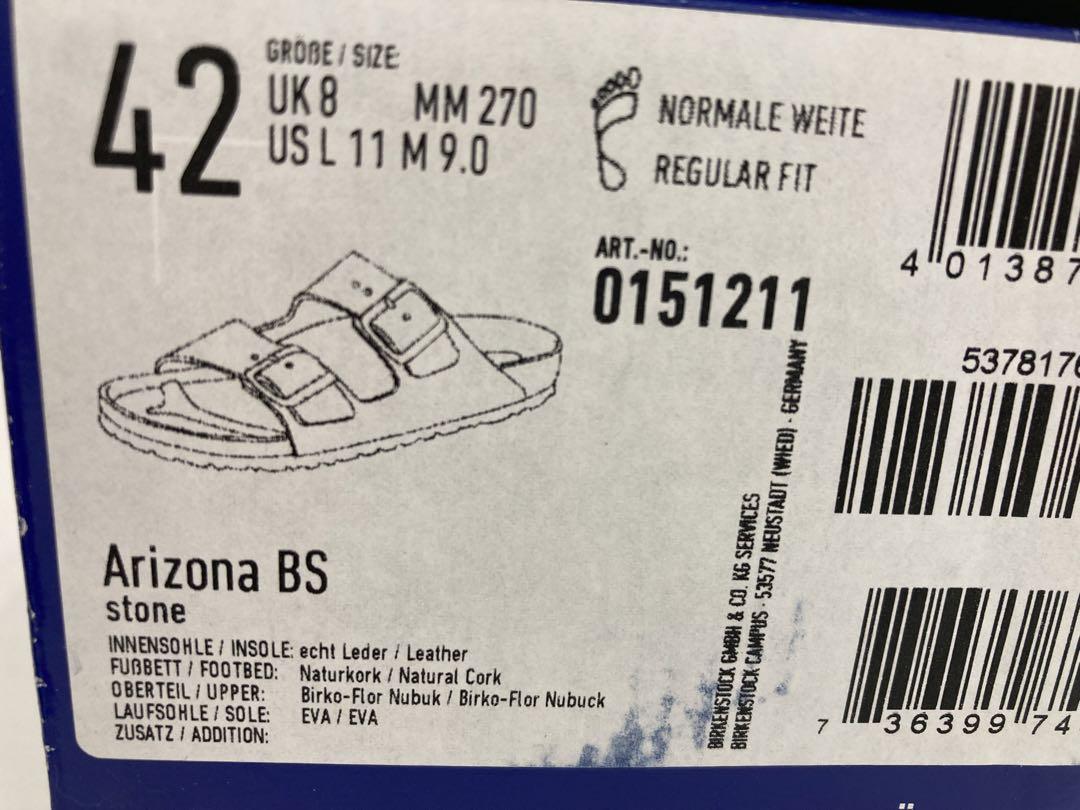 42
GRÖßE / SIZE:
UK 8 MM 270
US L 11 M 9.0
NORMALE WEITE
REGULAR FIT
ART.-NO.:
0151211
4 01387
5378176
7 36399 74
BIRKENSTOCK GMBH & CO. KG SERVICES
BIRKENSTOCK CAMPUS · 53577 NEUSTADT (WIED) · GERMANY
Arizona BS
stone
INNENSOHLE / INSOLE: echt Leder / Leather
FUßBETT / FOOTBED: Naturkork / Natural Cork
OBERTEIL / UPPER: Birko-Flor Nubuk / Birko-Flor Nubuck
LAUFSOHLE / SOLE: EVA / EVA
ZUSATZ / ADDITION: